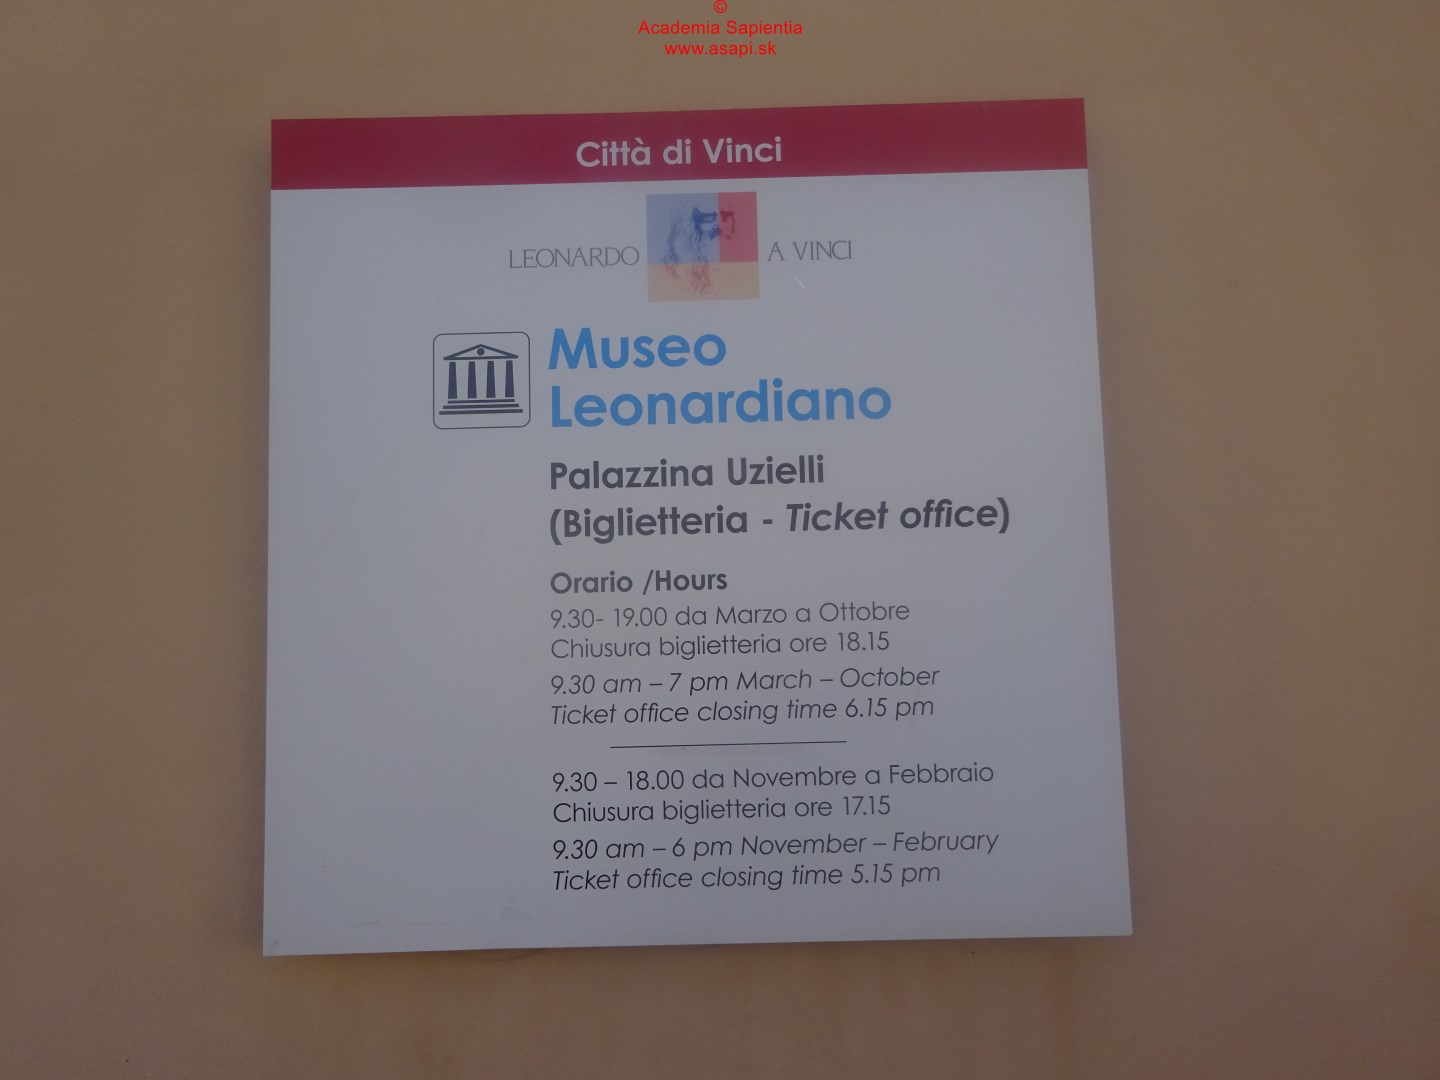 ©
Academia Sapientia
www.asapi.sk
Città di Vinci
LEONARDO A VINCI
Museo
Leonardiano
Palazzina Uzielli
(Biglietteria - Ticket office)
Orario /Hours
9.30- 19.00 da Marzo a Ottobre
Chiusura biglietteria ore 18.15
9.30 am – 7 pm March – October
Ticket office closing time 6.15 pm
9.30 – 18.00 da Novembre a Febbraio
Chiusura biglietteria ore 17.15
9.30 am – 6 pm November – February
Ticket office closing time 5.15 pm